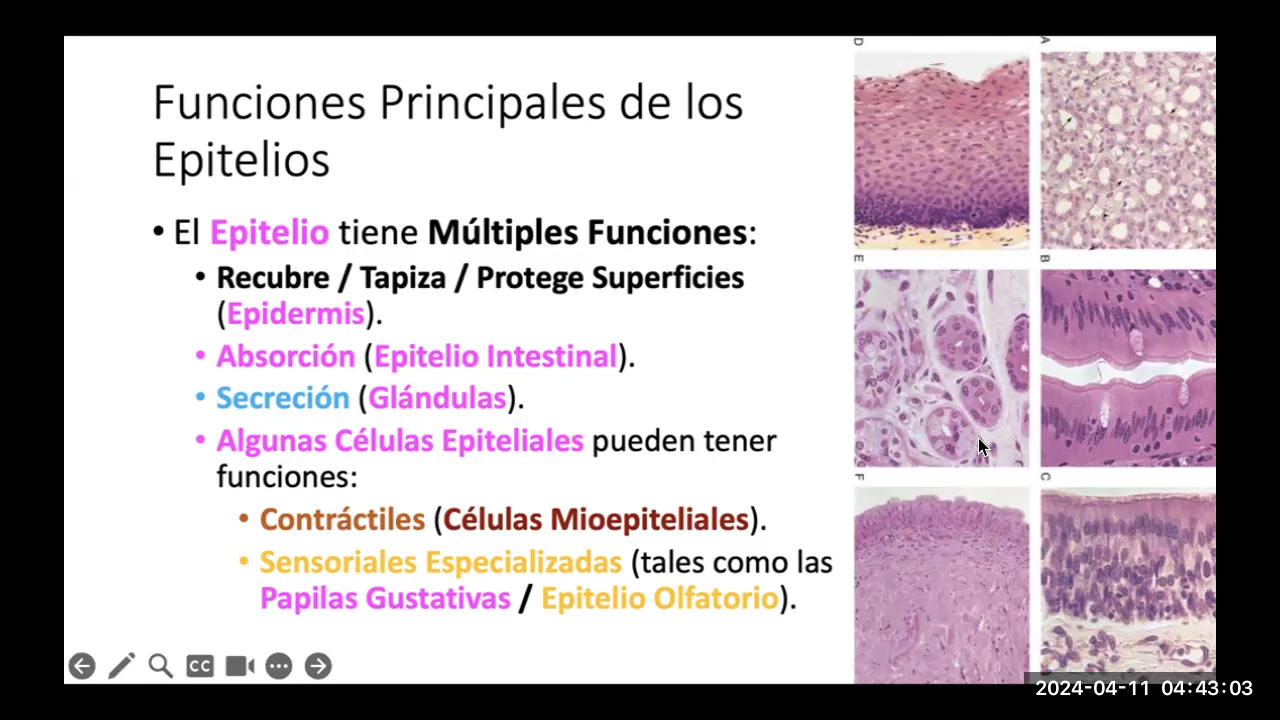 Funciones Principales de los
Epitelios
• El Epitelio tiene Múltiples Funciones:
• Recubre / Tapiza / Protege Superficies
(Epidermis).
• Absorción (Epitelio Intestinal).
• Secreción (Glándulas).
• Algunas Células Epiteliales pueden tener
funciones:
• Contráctiles (Células Mioepiteliales).
• Sensoriales Especializadas (tales como las
Papilas Gustativas / Epitelio Olfatorio).
D
A
E
B
F
C
CC
2024-04-11 04:43:03